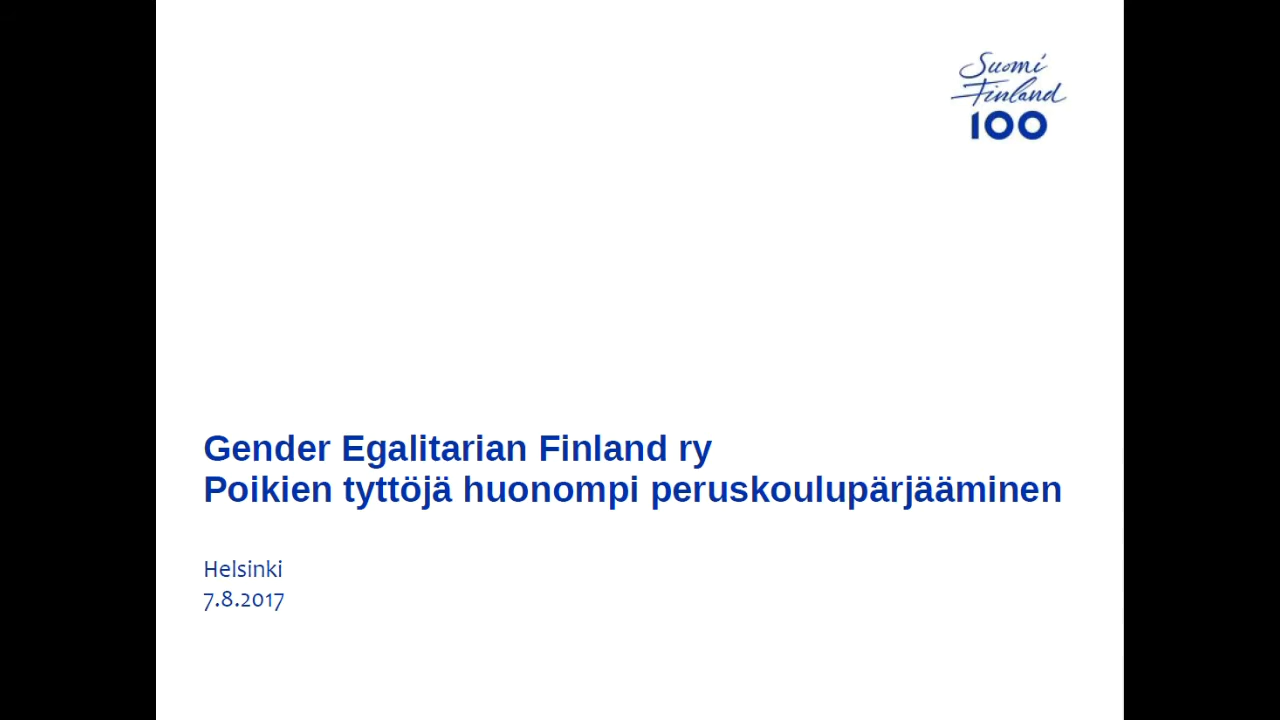 Suomi
Finland
100
Gender Egalitarian Finland ry
Poikien tyttöjä huonompi peruskoulupärjääminen
Helsinki
7.8.2017